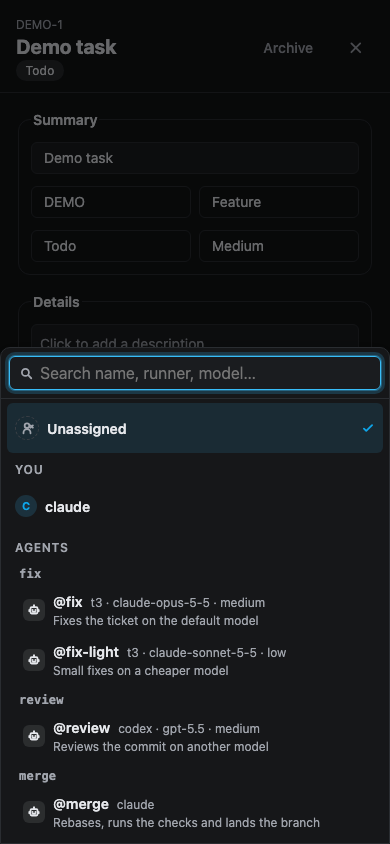 DEMO-1
Demo task
Archive
Todo
Summary
Demo task
DEMO
Feature
Todo
Medium
Details
Click to add a description
Search name, runner, model...
Unassigned
YOU
C claude
AGENTS
fix
@fix t3 · claude-opus-5-5 · medium
Fixes the ticket on the default model
@fix-light t3 · claude-sonnet-5-5 · low
Small fixes on a cheaper model
review
@review codex · gpt-5.5 · medium
Reviews the commit on another model
merge
@merge claude
Rebases, runs the checks and lands the branch